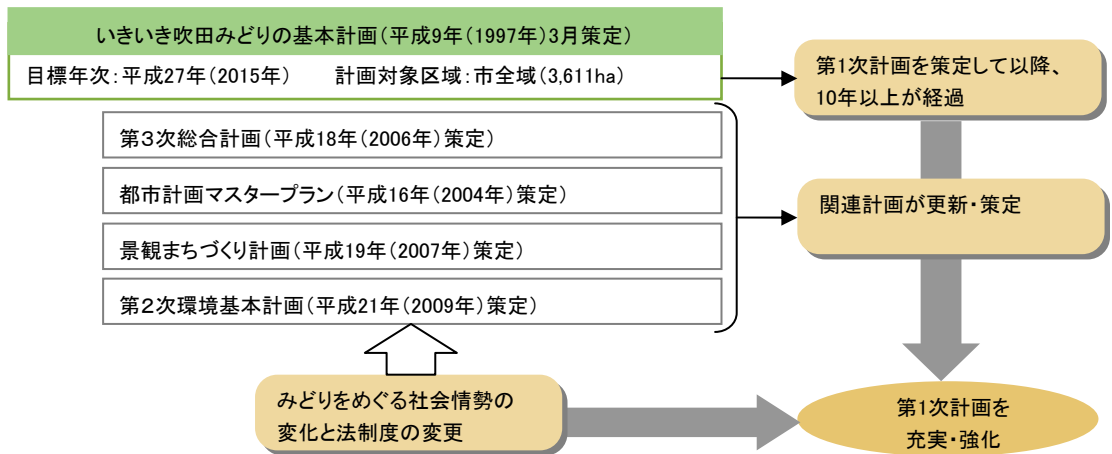 いきいき吹田みどりの基本計画(平成9年(1997年)3月策定)
目標年次:平成27年(2015年)　計画対象区域:市全域(3,611ha)
第1次計画を策定して以降、
10年以上が経過
第3次総合計画(平成18年(2006年)策定)
都市計画マスタープラン(平成16年(2004年)策定)
景観まちづくり計画(平成19年(2007年)策定)
第2次環境基本計画(平成21年(2009年)策定)
関連計画が更新・策定
みどりをめぐる社会情勢の
変化と法制度の変更
第1次計画を
充実・強化